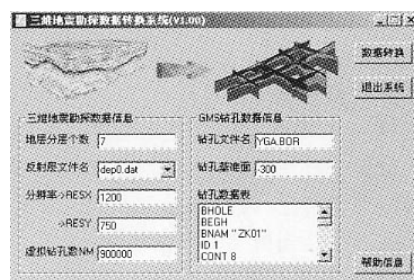 三维地震勘探数据转换系统(V1.00)
数据转换
退出系统
三维地震勘探数据信息
地层分层个数 7
反射层文件名 dep0.dat
分辨率->RESX 1200
->RESY 750
虚拟钻孔数NM 900000
GMS钻孔数据信息
钻孔文件名 YGA.BOR
钻孔基准面 -300
钻孔数据表
BHOLE
BEGH
BNAM "ZK01"
ID 1
CONT 8
帮助信息